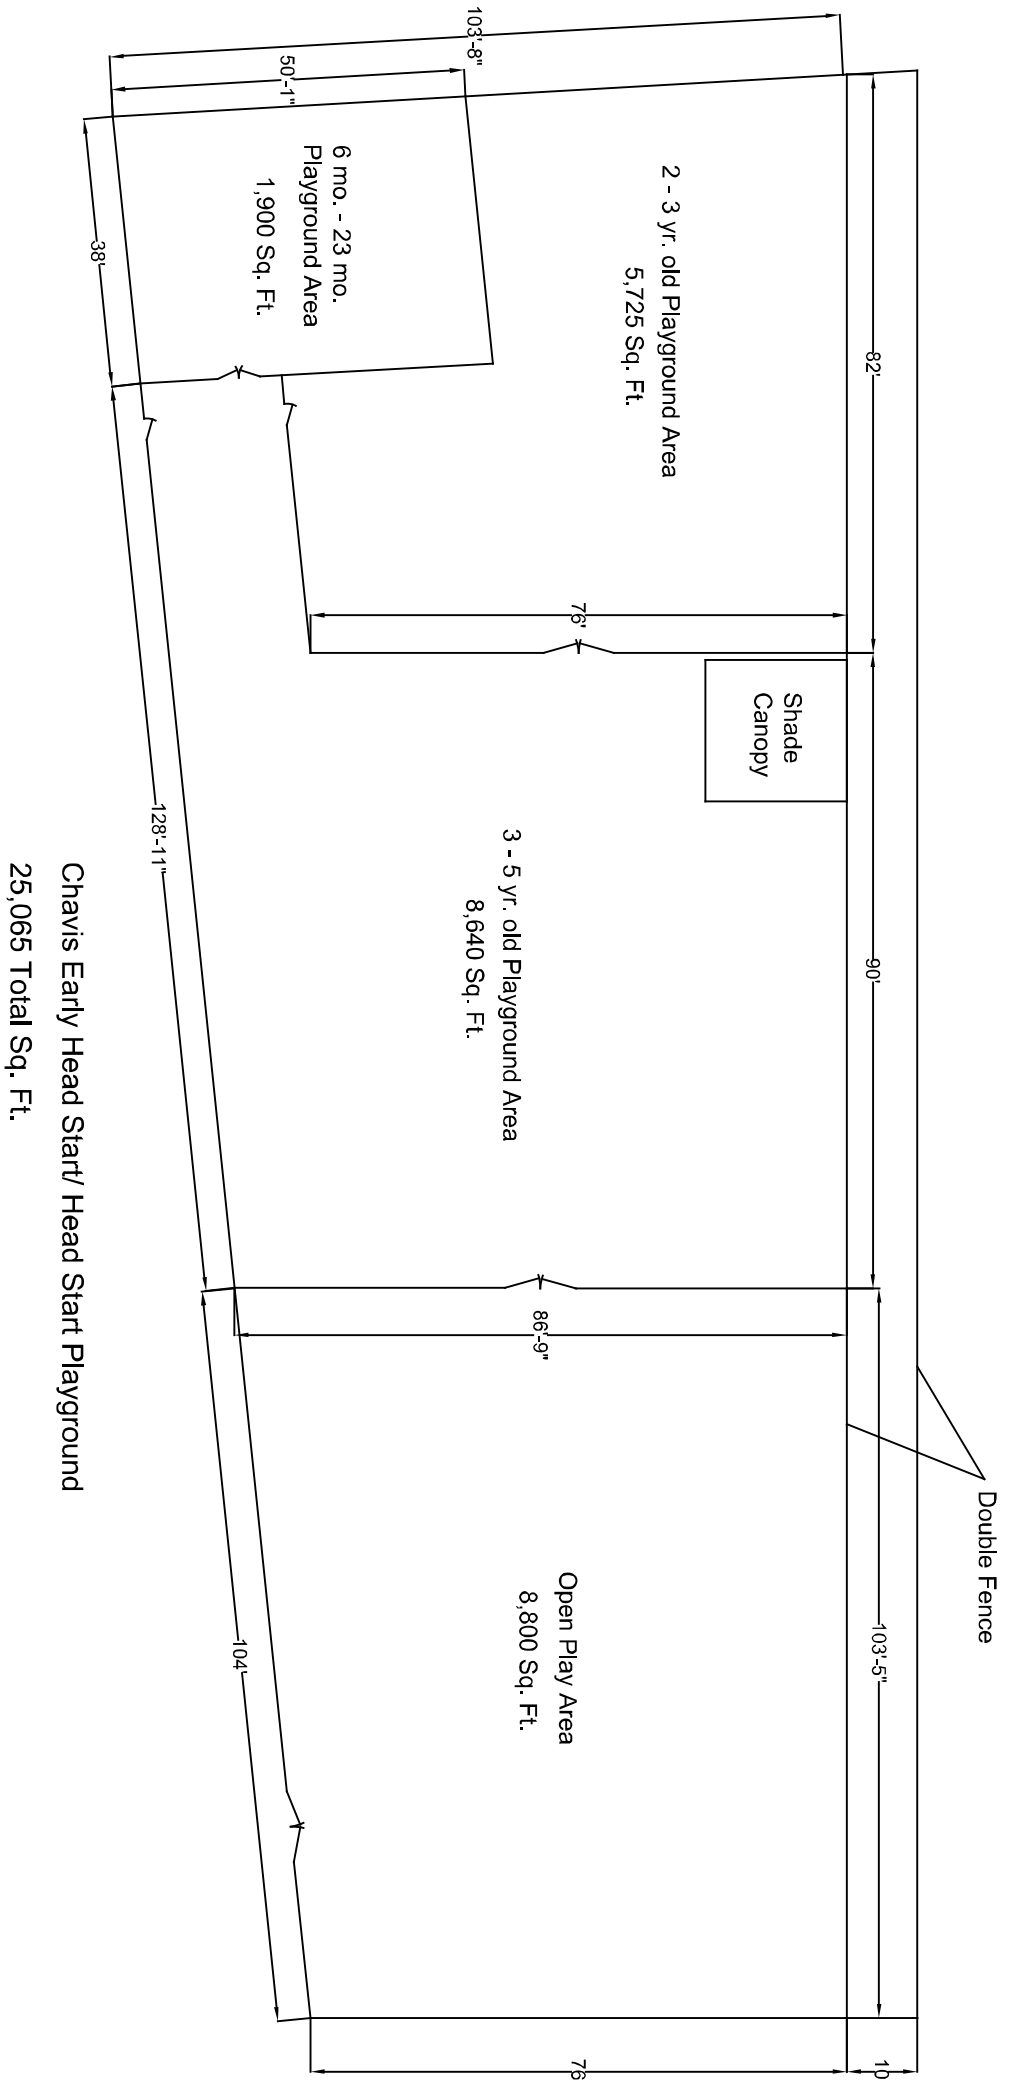 Double Fence
82'
90'
103'-5"
10
103'-8"
50'-1"
2 - 3 yr. old Playground Area
5,725 Sq. Ft.
76'
Shade
Canopy
6 mo. - 23 mo.
Playground Area
1,900 Sq. Ft.
3 - 5 yr. old Playground Area
8,640 Sq. Ft.
86'-9"
Open Play Area
8,800 Sq. Ft.
76
38'
128'-11"
104'
Chavis Early Head Start/ Head Start Playground
25,065 Total Sq. Ft.